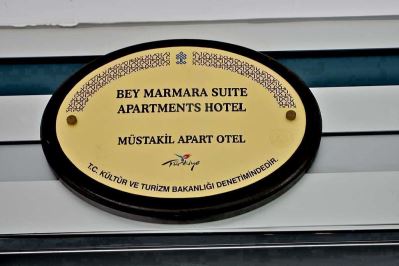 BEY MARMARA SUITE
APARTMENTS HOTEL
MÜSTAKİL APART OTEL
Türkiye
T.C. KÜLTÜR VE TURİZM BAKANLIĞI DENETİMİNDEDİR.